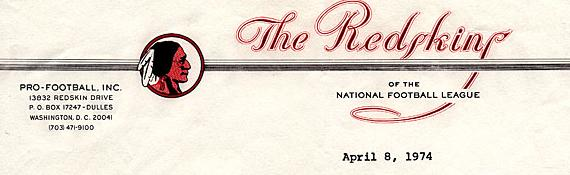 The Redskins
PRO-FOOTBALL, INC.
13832 REDSKIN DRIVE
P. O. BOX 17247 - DULLES
WASHINGTON, D. C. 20041
(703) 471-9100
OF THE
NATIONAL FOOTBALL LEAGUE
April 8, 1974